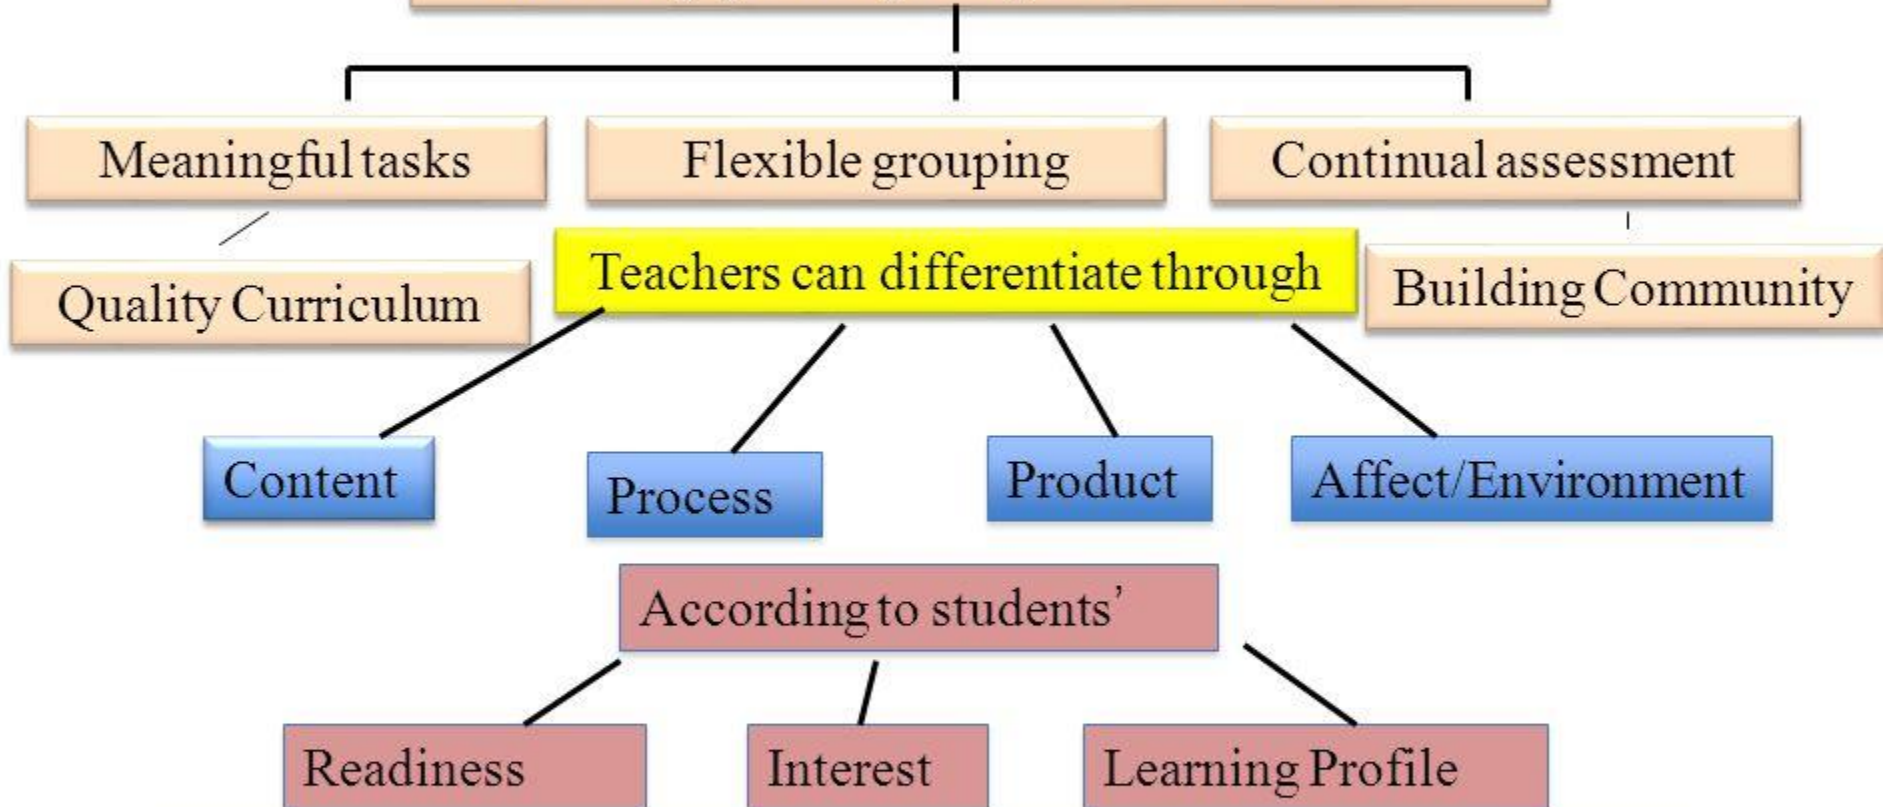 Meaningful tasks
Flexible grouping
Continual assessment
Quality Curriculum
Teachers can differentiate through
Building Community
Content
Process
Product
Affect/Environment
According to students’
Readiness
Interest
Learning Profile